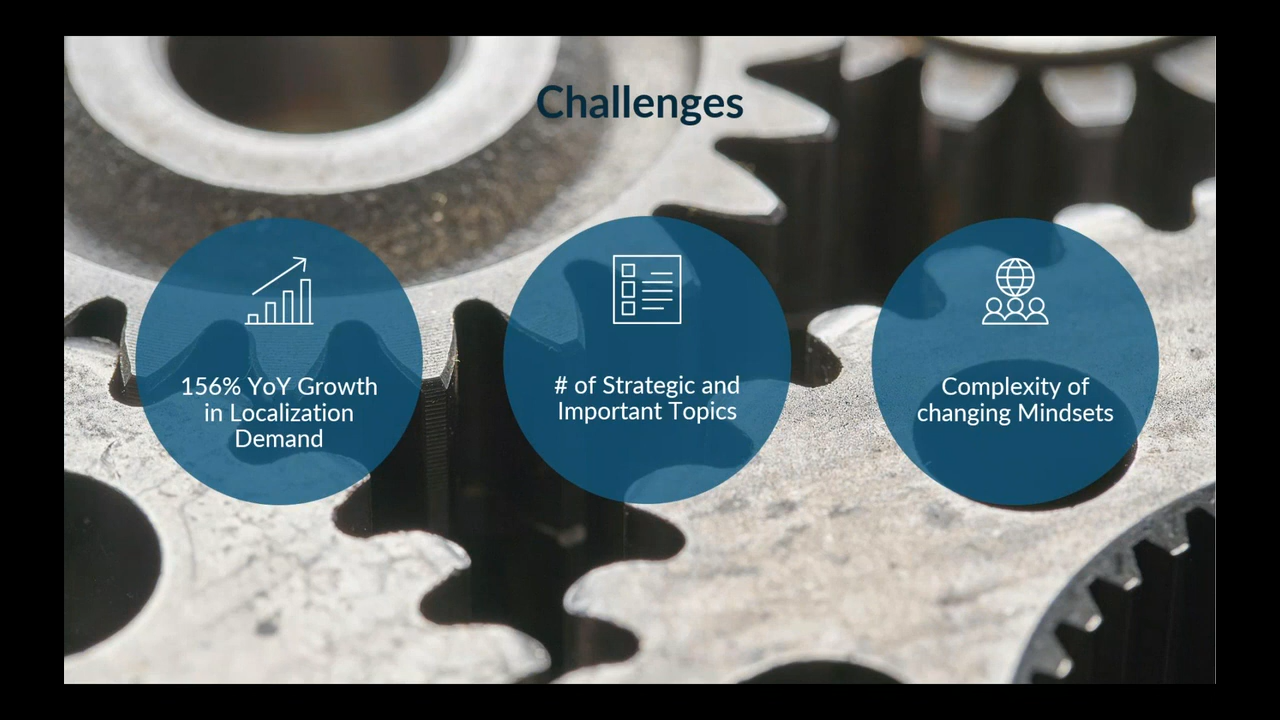 Challenges
156% YoY Growth
in Localization
Demand
# of Strategic and
Important Topics
Complexity of
changing Mindsets